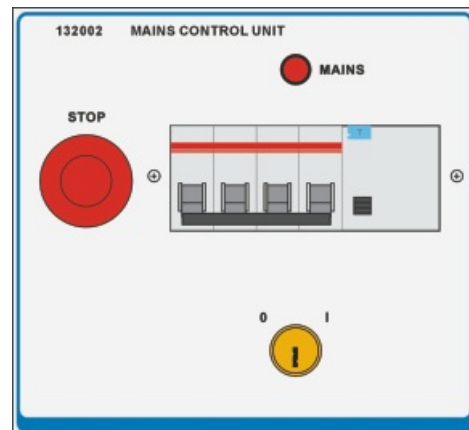 132002 MAINS CONTROL UNIT
MAINS
STOP
T
0 I